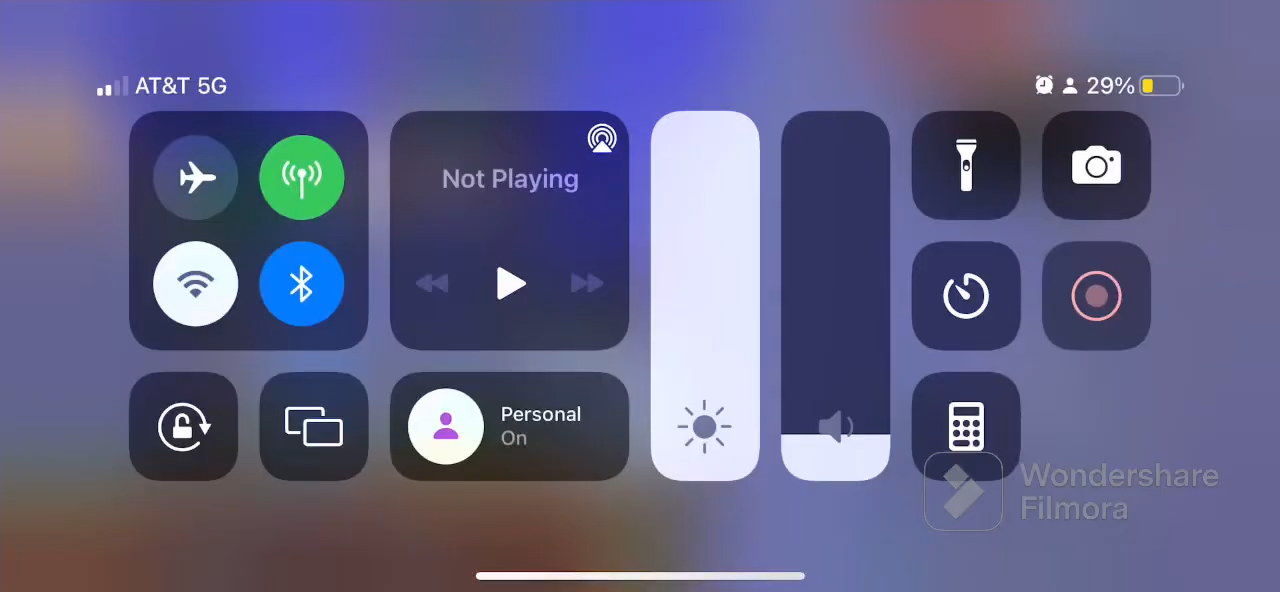 AT&T 5G
29%
Not Playing
Personal
On
Wondershare
Filmora